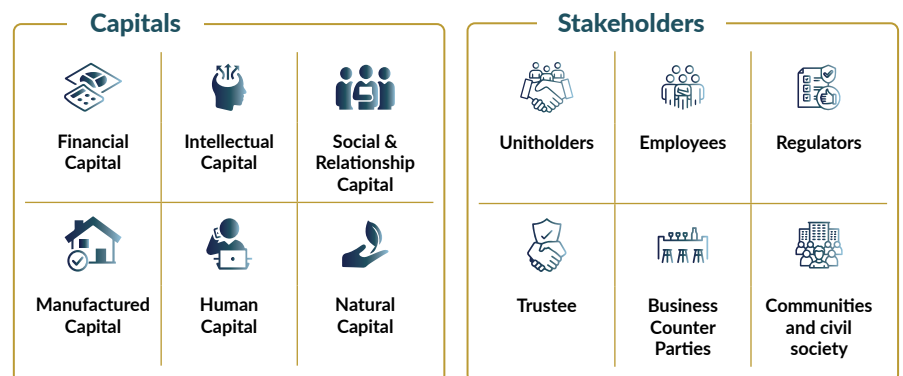 Capitals
Financial
Capital
Intellectual
Capital
Social &
Relationship
Capital
Manufactured
Capital
Human
Capital
Natural
Capital
Stakeholders
Unitholders
Employees
Regulators
Trustee
Business
Counter
Parties
Communities
and civil
society